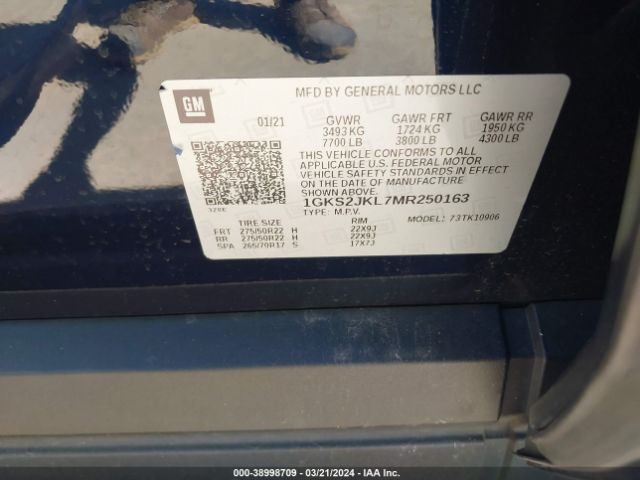 MFD BY GENERAL MOTORS LLC
GM
01/21 GVWR GAWR FRT GAWR RR
3493 KG 1724 KG 1950 KG
7700 LB 3800 LB 4300 LB
THIS VEHICLE CONFORMS TO ALL
APPLICABLE U.S. FEDERAL MOTOR
VEHICLE SAFETY STANDARDS IN EFFECT
ON THE DATE OF MANUFACTURE SHOWN ABOVE.
1GKS2JKL7MR250163
TYPE: M.P.V. MODEL: 73TK10906
TIRE SIZE RIM
FRT 275/50R22 H 22X9J
RR 275/50R22 H 22X9J
SPA 265/70R17 S 17X7J
000-38998709 — 03/21/2024 — IAA Inc.